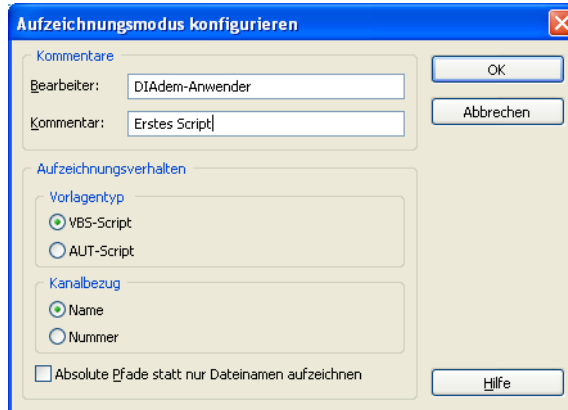 Aufzeichnungsmodus konfigurieren
Kommentare
Bearbeiter: DIAdem-Anwender
OK
Kommentar: Erstes Script
Abbrechen
Aufzeichnungsverhalten
Vorlagentyp
VBS-Script
AUT-Script
Kanalbezug
Name
Nummer
Absolute Pfade statt nur Dateinamen aufzeichnen
Hilfe